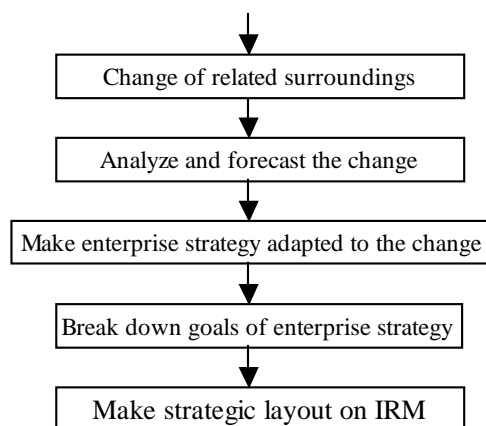 Change of related surroundings
Analyze and forecast the change
Make enterprise strategy adapted to the change
Break down goals of enterprise strategy
Make strategic layout on IRM